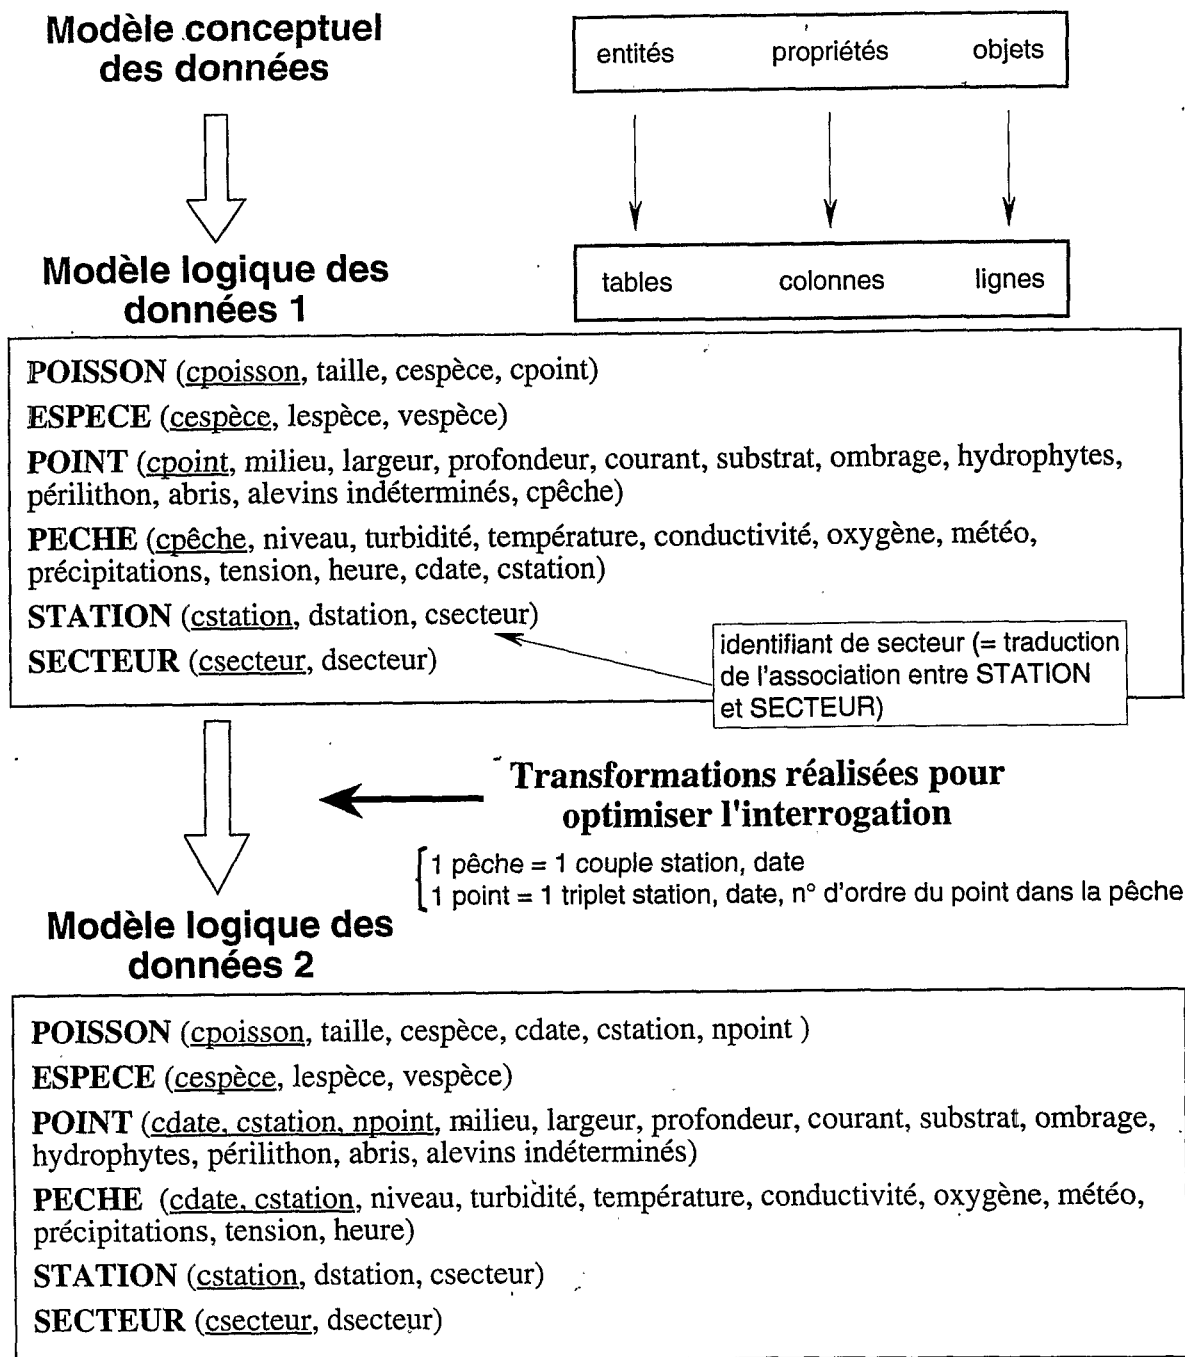 Modèle conceptuel
des données
entités propriétés objets
tables colonnes lignes
Modèle logique des
données 1
POISSON (cpoisson, taille, cespèce, cpoint)
ESPECE (cespèce, lespèce, vespèce)
POINT (cpoint, milieu, largeur, profondeur, courant, substrat, ombrage, hydrophytes,
périlithon, abris, alevins indéterminés, cpêche)
PECHE (cpêche, niveau, turbidité, température, conductivité, oxygène, météo,
précipitations, tension, heure, cdate, cstation)
STATION (cstation, dstation, csecteur)
SECTEUR (csecteur, dsecteur)
identifiant de secteur (= traduction
de l'association entre STATION
et SECTEUR)
Transformations réalisées pour
optimiser l'interrogation
1 pêche = 1 couple station, date
1 point = 1 triplet station, date, n° d'ordre du point dans la pêche
Modèle logique des
données 2
POISSON (cpoisson, taille, cespèce, cdate, cstation, npoint )
ESPECE (cespèce, lespèce, vespèce)
POINT (cdate, cstation, npoint, milieu, largeur, profondeur, courant, substrat, ombrage,
hydrophytes, périlithon, abris, alevins indéterminés)
PECHE (cdate, cstation, niveau, turbidité, température, conductivité, oxygène, météo,
précipitations, tension, heure)
STATION (cstation, dstation, csecteur)
SECTEUR (csecteur, dsecteur)